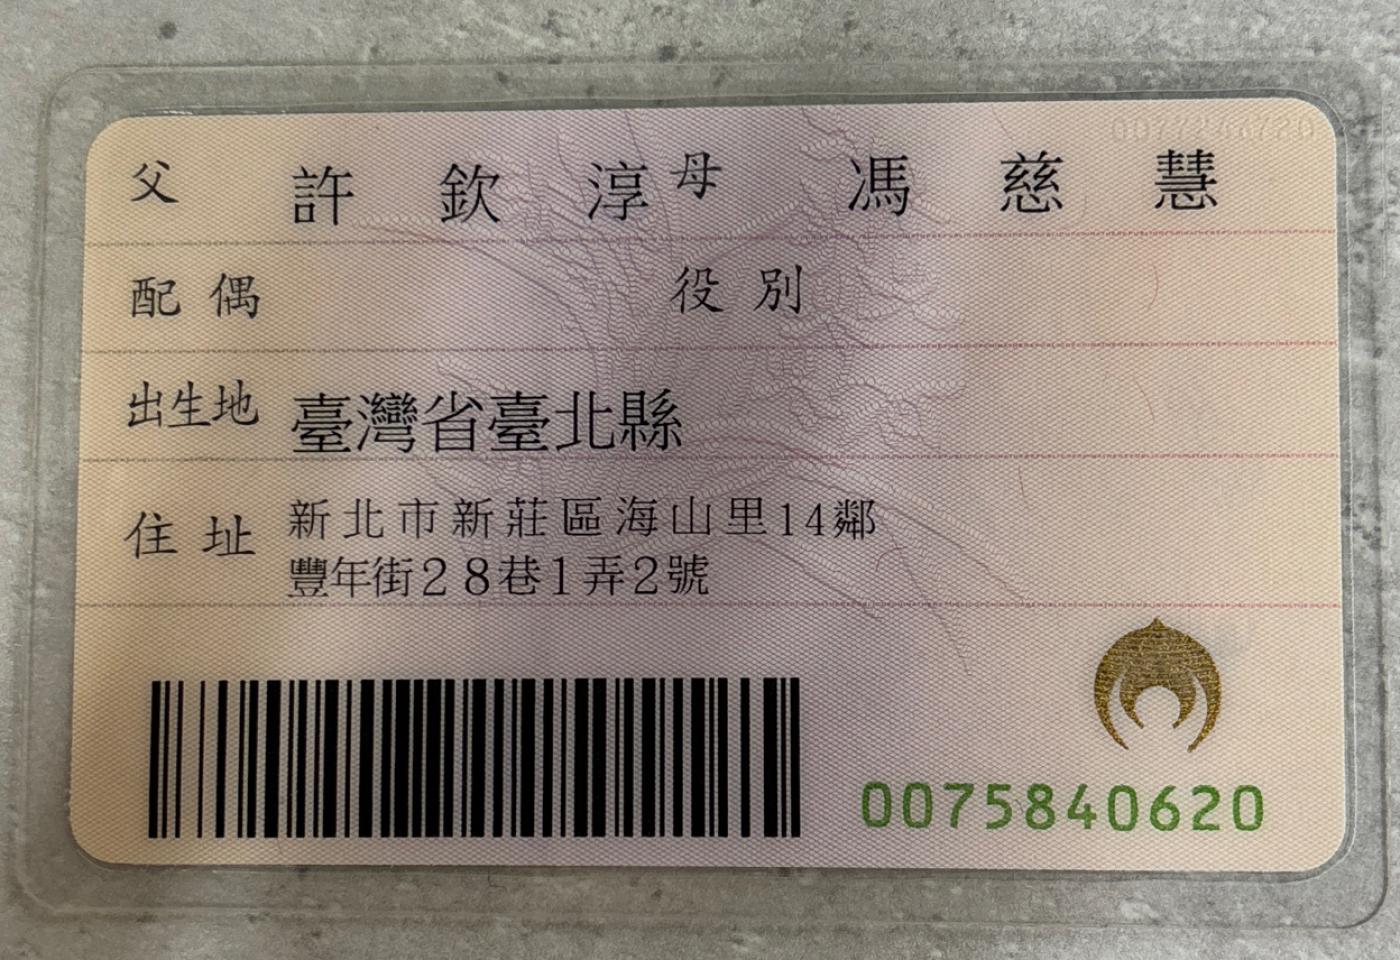 父 許欽淳 母 馮慈慧
配偶 役別
出生地 臺灣省臺北縣
住址 新北市新莊區海山里14鄰
豐年街28巷1弄2號
0075840620